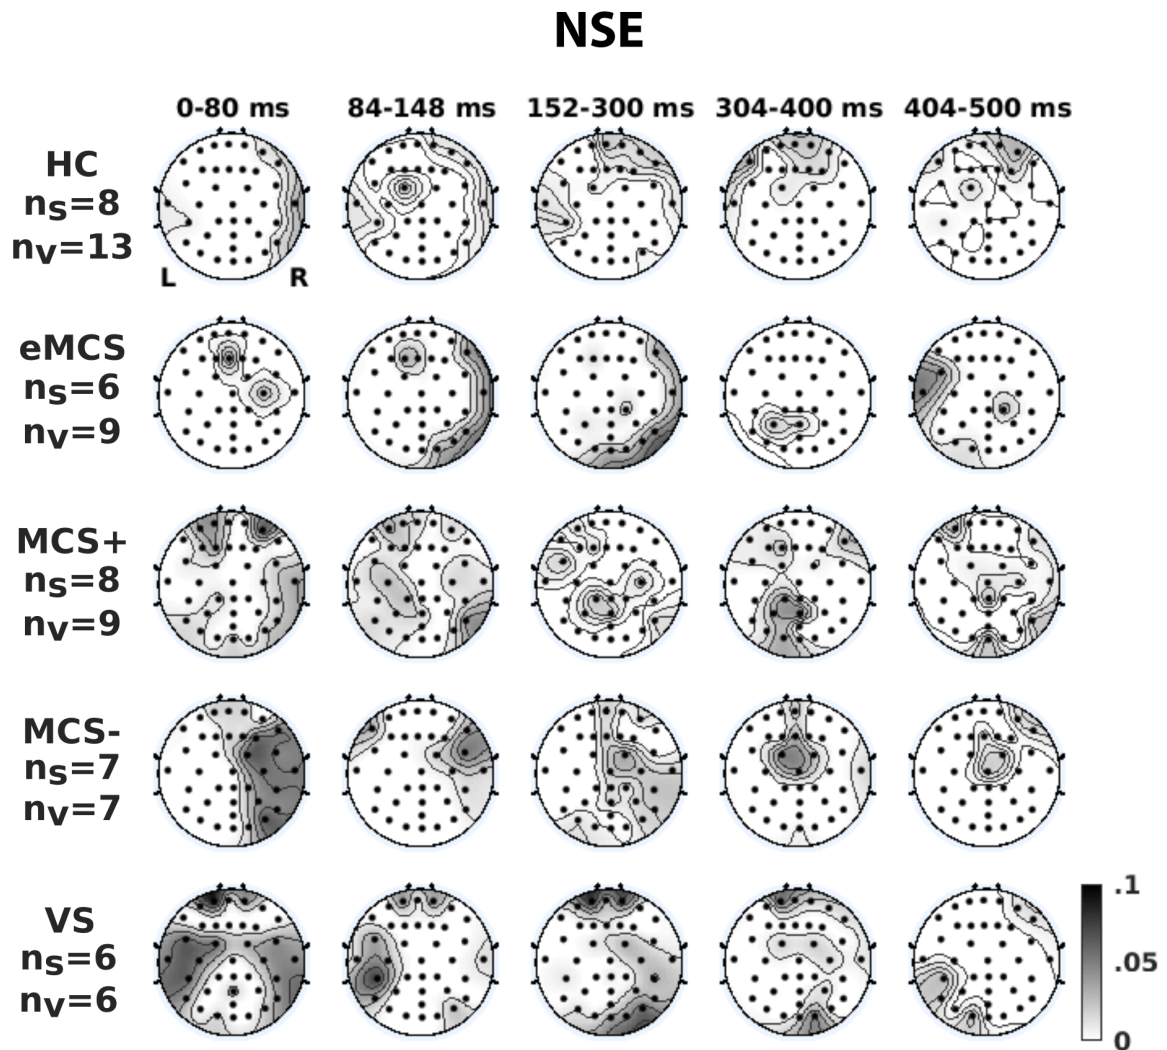 NSE
0-80 ms 84-148 ms 152-300 ms 304-400 ms 404-500 ms
HC
ns=8
nv=13
L R
eMCS
ns=6
nv=9
MCS+
ns=8
nv=9
MCS-
ns=7
nv=7
VS
ns=6
nv=6
.1
.05
0